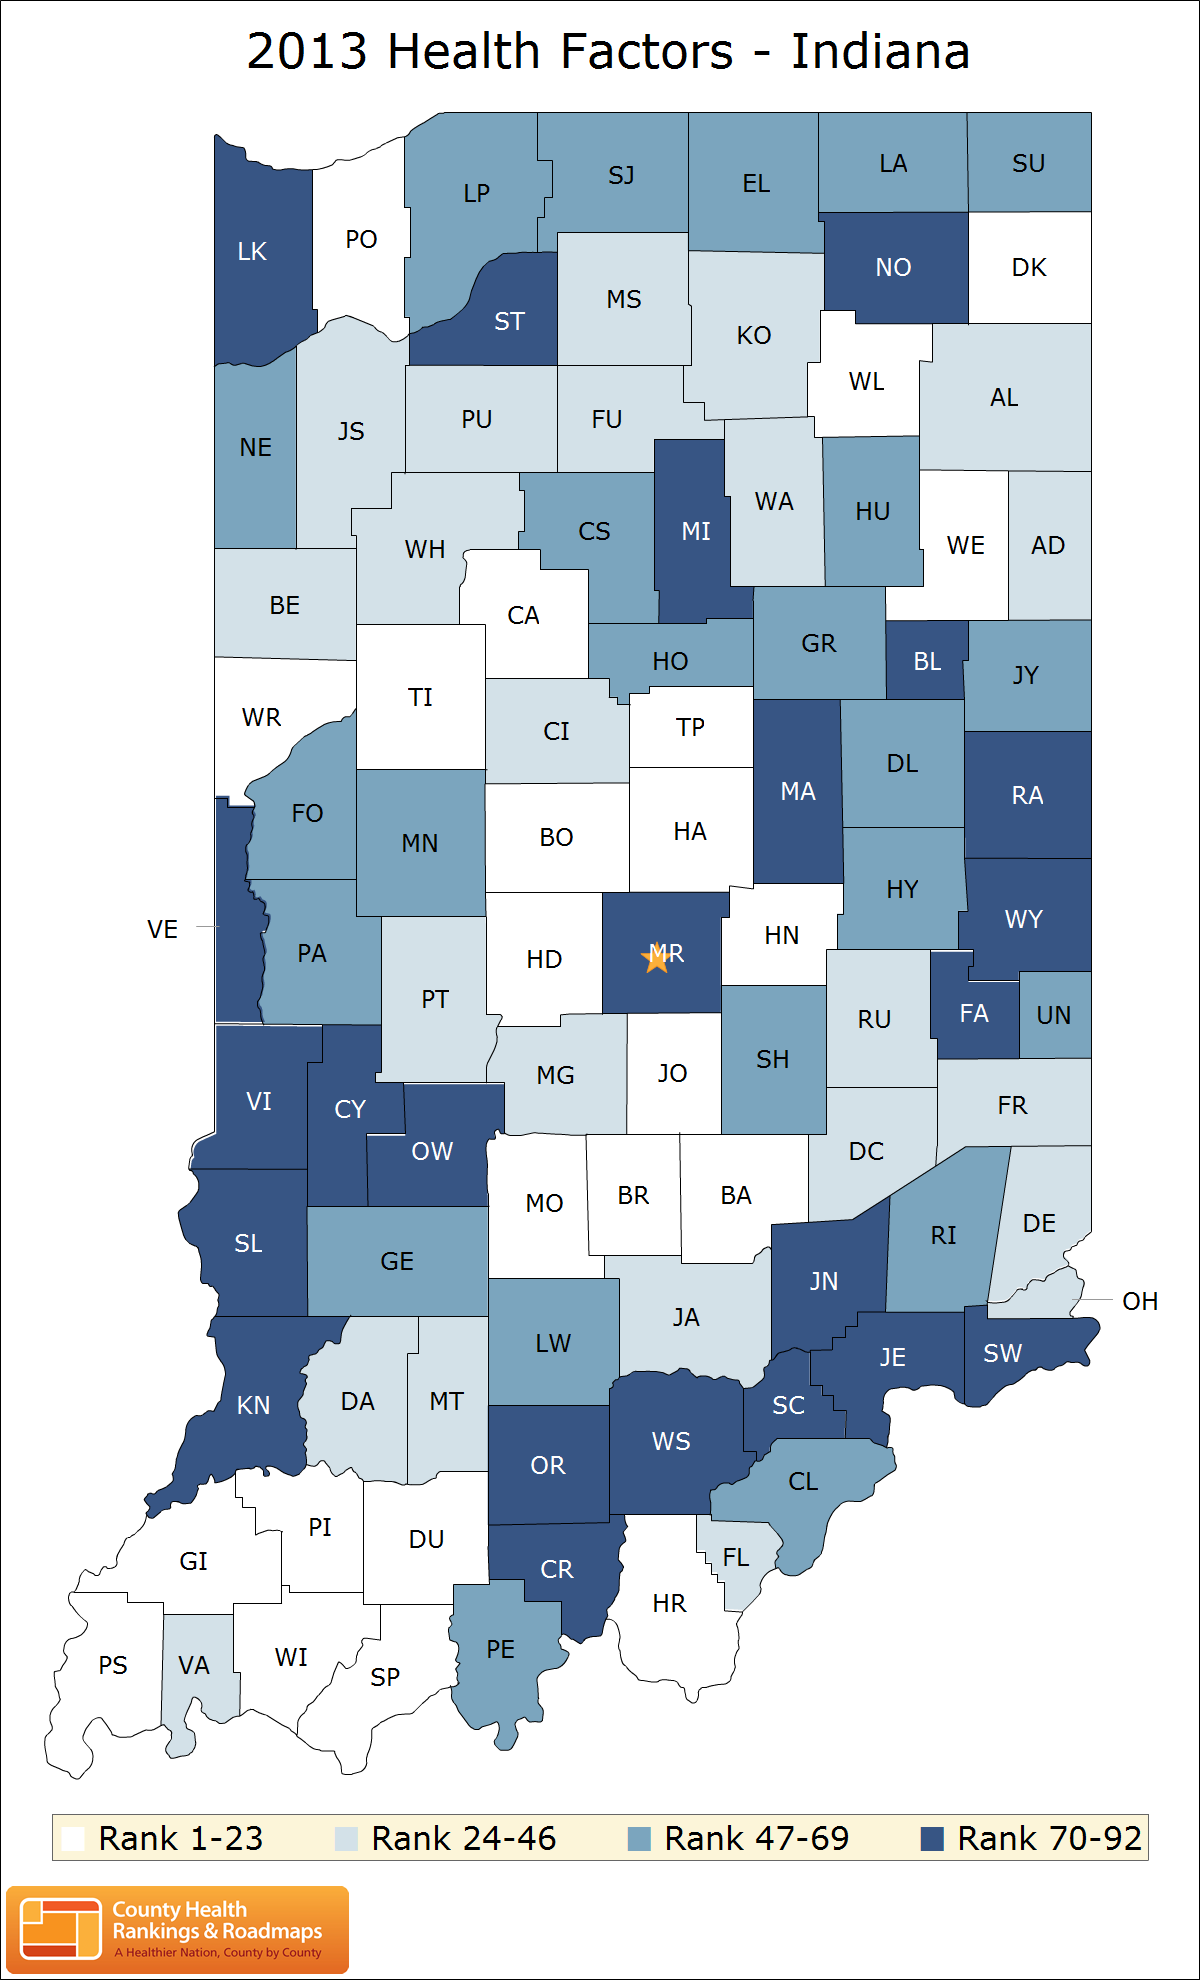 2013 Health Factors - Indiana
LA
SU
SJ
EL
LP
PO
LK
NO
DK
MS
ST
KO
WL
AL
PU
FU
JS
NE
WA
HU
CS
MI
WE
AD
WH
BE
CA
GR
HO
BL
JY
TI
WR
TP
CI
DL
MA
RA
FO
HA
BO
MN
HY
WY
VE
HN
PA
HD
MR
PT
FA
UN
RU
SH
JO
MG
VI
FR
CY
OW
DC
BR
BA
MO
DE
RI
SL
GE
JN
OH
JA
LW
SW
JE
DA
MT
KN
SC
WS
OR
CL
PI
DU
GI
FL
CR
HR
PE
WI
PS
VA
SP
Rank 1-23 Rank 24-46 Rank 47-69 Rank 70-92
County Health
Rankings & Roadmaps
A Healthier Nation, County by County